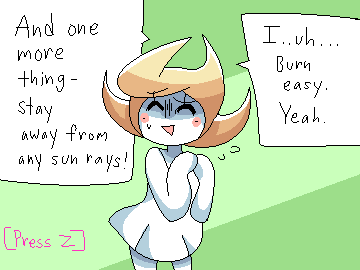 And one
more
thing-
stay
away from
any sun rays!
I..uh...
Burn
easy.
Yeah.
[Press Z]